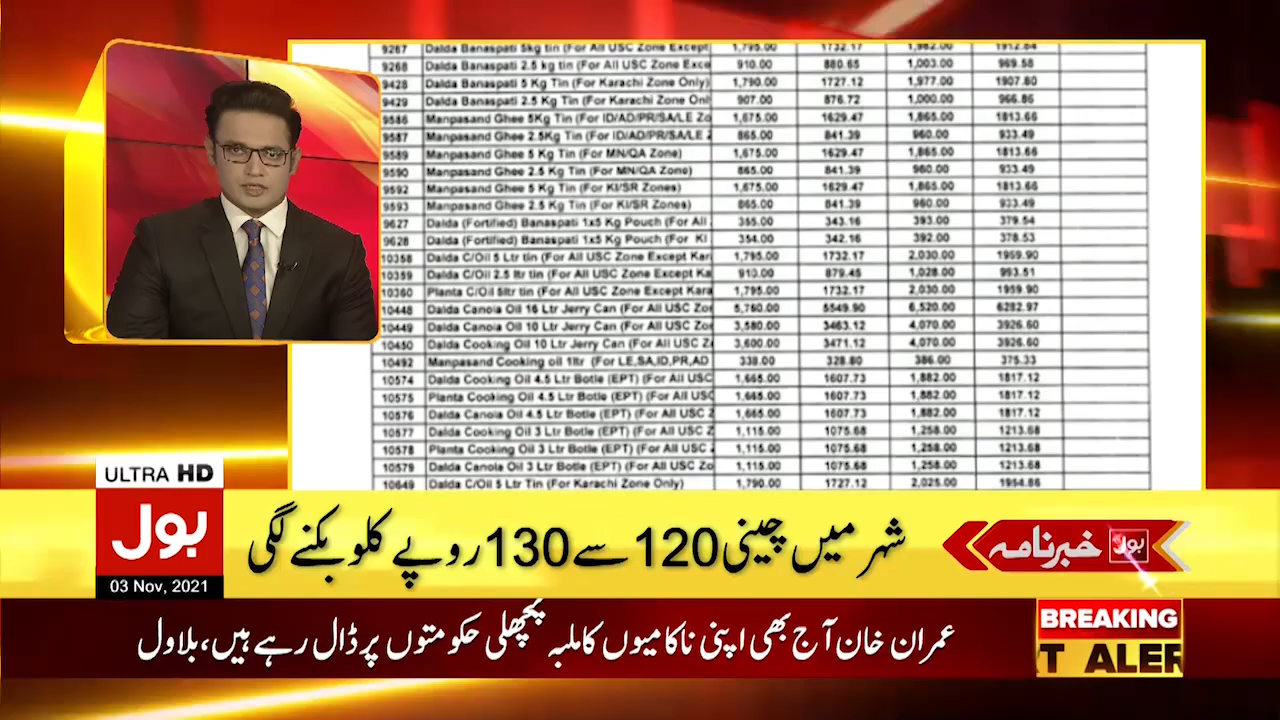 9267 Dalda Banaspati 5kg tin (For All USC Zone Except 1,795.00 1732.17 1,982.00 1912.84
9268 Dalda Banaspati 2.5 kg tin (For All USC Zone Exce 910.00 880.65 1,003.00 969.58
9428 Dalda Banaspati 5 Kg Tin (For Karachi Zone Only) 1,790.00 1727.12 1,977.00 1907.80
9429 Dalda Banaspati 2.5 Kg Tin (For Karachi Zone Onl 907.00 876.72 1,000.00 966.86
9586 Manpasand Ghee 5Kg Tin (For ID/AD/PR/SA/LE Zo 1,675.00 1629.47 1,865.00 1813.66
9587 Manpasand Ghee 2.5Kg Tin (For ID/AD/PR/SA/LE Z 865.00 841.39 960.00 933.49
9589 Manpasand Ghee 5 Kg Tin (For MN/QA Zone) 1,675.00 1629.47 1,865.00 1813.66
9590 Manpasand Ghee 2.5 Kg Tin (For MN/QA Zone) 865.00 841.39 960.00 933.49
9592 Manpasand Ghee 5 Kg Tin (For KI/SR Zones) 1,675.00 1629.47 1,865.00 1813.66
9593 Manpasand Ghee 2.5 Kg Tin (For KI/SR Zones) 865.00 841.39 960.00 933.49
9627 Dalda (Fortified) Banaspati 1x5 Kg Pouch (For All 355.00 343.16 393.00 379.54
9628 Dalda (Fortified) Banaspati 1x5 Kg Pouch (For KI 354.00 342.16 392.00 378.53
10358 Dalda C/Oil 5 Ltr tin (For All USC Zone Except Kar 1,795.00 1732.17 2,030.00 1959.90
10359 Dalda C/Oil 2.5 ltr tin (For All USC Zone Except Ka 910.00 879.45 1,028.00 993.51
10360 Planta C/Oil 5ltr tin (For All USC Zone Except Kara 1,795.00 1732.17 2,030.00 1959.90
10448 Dalda Canola Oil 16 Ltr Jerry Can (For All USC Zon 5,760.00 5549.90 6,520.00 6282.97
10449 Dalda Canola Oil 10 Ltr Jerry Can (For All USC Zon 3,580.00 3463.12 4,070.00 3926.60
10450 Dalda Cooking Oil 10 Ltr Jerry Can (For All USC Z 3,600.00 3471.12 4,070.00 3926.60
10492 Manpasand Cooking oil 1ltr (For LE,SA,ID,PR,AD 338.00 328.80 386.00 375.33
10574 Dalda Cooking Oil 4.5 Ltr Botle (EPT) (For All USC 1,665.00 1607.73 1,882.00 1817.12
10575 Planta Cooking Oil 4.5 Ltr Botle (EPT) (For All USC 1,665.00 1607.73 1,882.00 1817.12
10576 Dalda Canola Oil 4.5 Ltr Botle (EPT) (For All USC Z 1,665.00 1607.73 1,882.00 1817.12
10577 Dalda Cooking Oil 3 Ltr Botle (EPT) (For All USC Z 1,115.00 1075.68 1,258.00 1213.68
10578 Planta Cooking Oil 3 Ltr Botle (EPT) (For All USC 1,115.00 1075.68 1,258.00 1213.68
10579 Dalda Canola Oil 3 Ltr Botle (EPT) (For All USC Zo 1,115.00 1075.68 1,258.00 1213.68
10649 Dalda C/Oil 5 Ltr Tin (For Karachi Zone Only) 1,790.00 1727.12 2,025.00 1954.86
ULTRA HD
بول
03 Nov, 2021
بول خبرنامہ
شہر میں چینی 120 سے 130 روپے کلو بکنے لگی
BREAKING
T ALER
عمران خان آج بھی اپنی ناکامیوں کا ملبہ پچھلی حکومتوں پر ڈال رہے ہیں، بلاول